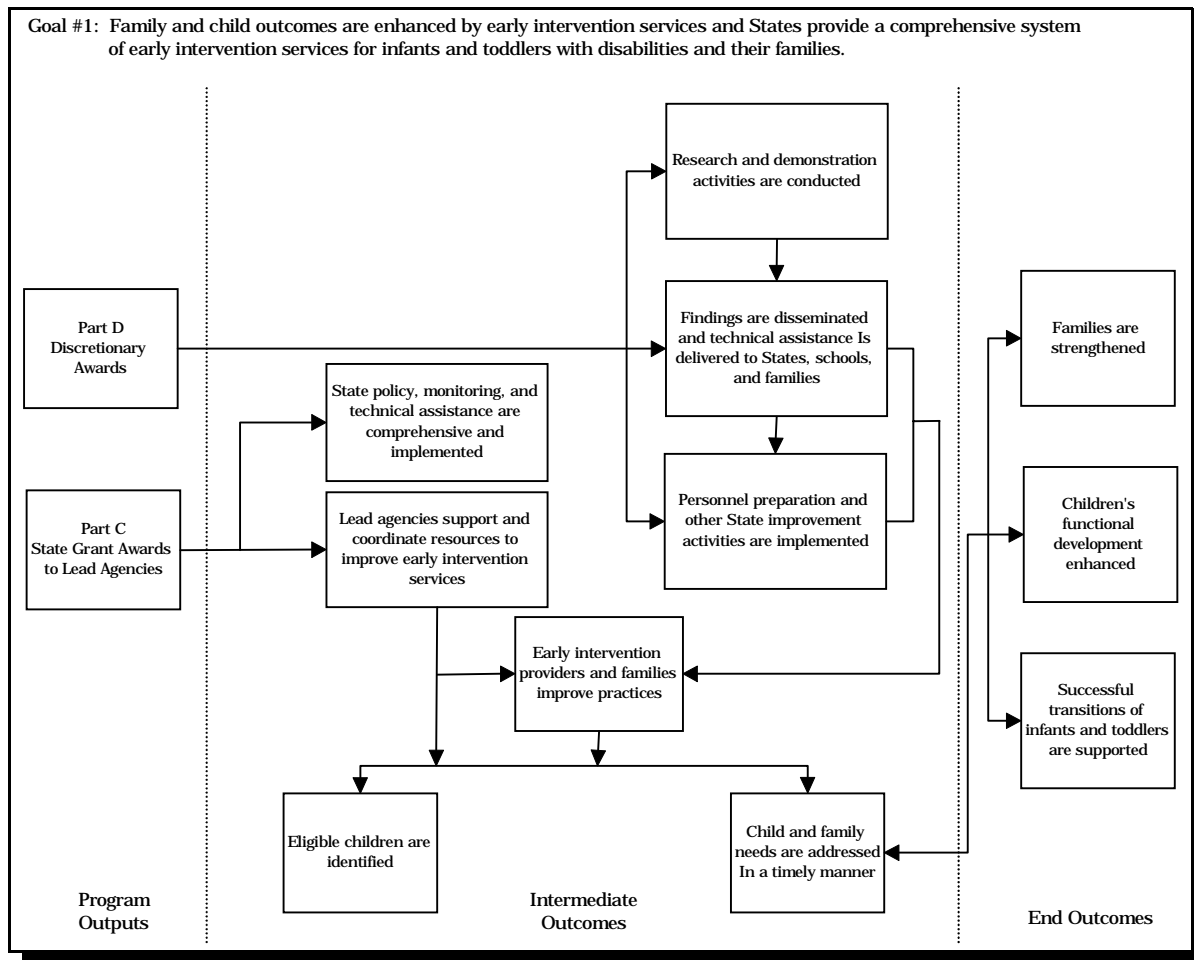 Goal #1: Family and child outcomes are enhanced by early intervention services and States provide a comprehensive system
of early intervention services for infants and toddlers with disabilities and their families.
Research and demonstration
activities are conducted
Part D
Discretionary
Awards
Findings are disseminated
and technical assistance Is
delivered to States, schools,
and families
Families are
strengthened
State policy, monitoring, and
technical assistance are
comprehensive and
implemented
Part C
State Grant Awards
to Lead Agencies
Lead agencies support and
coordinate resources to
improve early intervention
services
Personnel preparation and
other State improvement
activities are implemented
Children's
functional
development
enhanced
Early intervention
providers and families
improve practices
Successful
transitions of
infants and toddlers
are supported
Eligible children are
identified
Child and family
needs are addressed
In a timely manner
Program
Outputs
Intermediate
Outcomes
End Outcomes